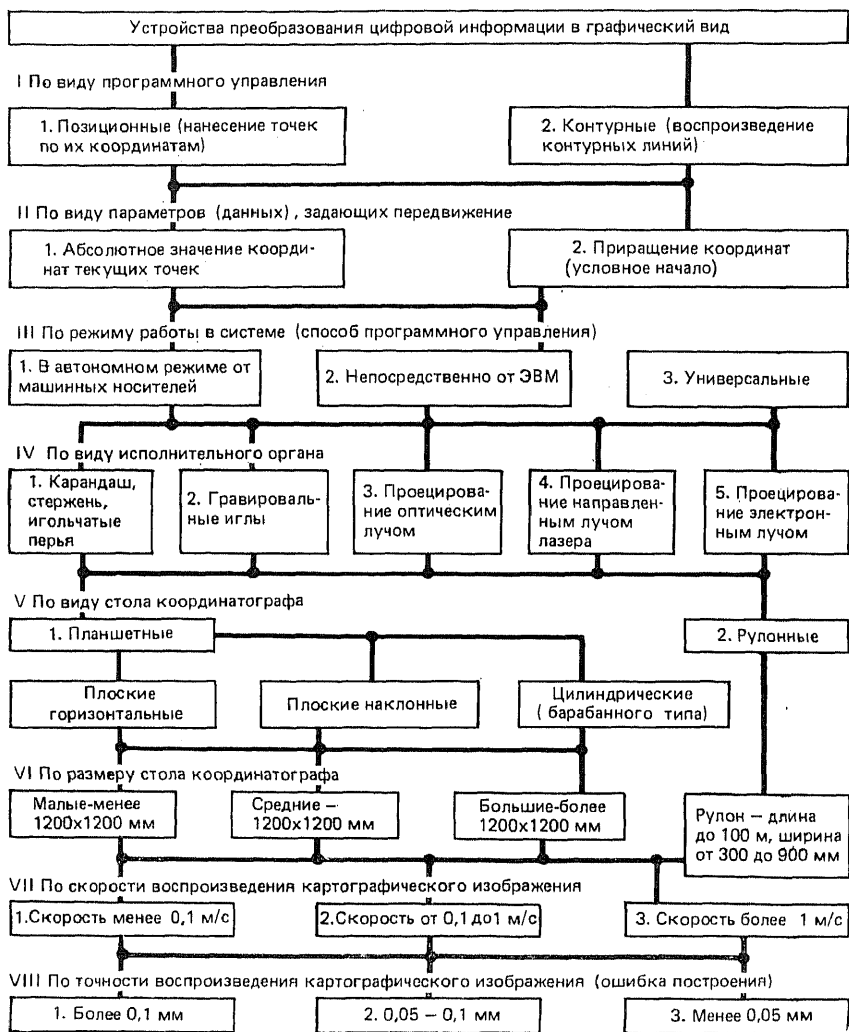 Устройства преобразования цифровой информации в графический вид
I По виду программного управления
1. Позиционные (нанесение точек
по их координатам)
2. Контурные (воспроизведение
контурных линий)
II По виду параметров (данных), задающих передвижение
1. Абсолютное значение коорди-
нат текущих точек
2. Приращение координат
(условное начало)
III По режиму работы в системе (способ программного управления)
1. В автономном режиме от
машинных носителей
2. Непосредственно от ЭВМ
3. Универсальные
IV По виду исполнительного органа
1. Карандаш,
стержень,
игольчатые
перья
2. Гравироваль-
ные иглы
3. Проецирова-
ние оптическим
лучом
4. Проецирова-
ние направлен-
ным лучом
лазера
5. Проецирова-
ние электрон-
ным лучом
V По виду стола координатографа
1. Планшетные
2. Рулонные
Плоские
горизонтальные
Плоские наклонные
Цилиндрические
(барабанного типа)
VI По размеру стола координатографа
Малые-менее
1200x1200 мм
Средние –
1200x1200 мм
Большие-более
1200x1200 мм
Рулон – длина
до 100 м, ширина
от 300 до 900 мм
VII По скорости воспроизведения картографического изображения
1.Скорость менее 0,1 м/с
2.Скорость от 0,1 до1 м/с
3. Скорость более 1 м/с
VIII По точности воспроизведения картографического изображения (ошибка построения)
1. Более 0,1 мм
2. 0,05 – 0,1 мм
3. Менее 0,05 мм